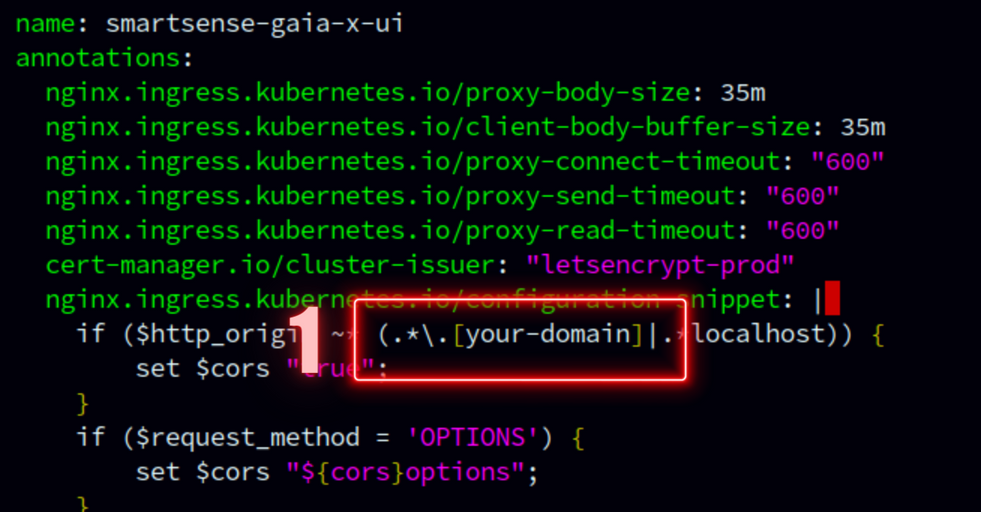 name: smartsense-gaia-x-ui
annotations:
nginx.ingress.kubernetes.io/proxy-body-size: 35m
nginx.ingress.kubernetes.io/client-body-buffer-size: 35m
nginx.ingress.kubernetes.io/proxy-connect-timeout: "600"
nginx.ingress.kubernetes.io/proxy-send-timeout: "600"
nginx.ingress.kubernetes.io/proxy-read-timeout: "600"
cert-manager.io/cluster-issuer: "letsencrypt-prod"
nginx.ingress.kubernetes.io/configuration-snippet: |
1
if ($http_origin ~* (.*\.[your-domain]|.*localhost)) {
set $cors "true";
}
if ($request_method = 'OPTIONS') {
set $cors "${cors}options";
}